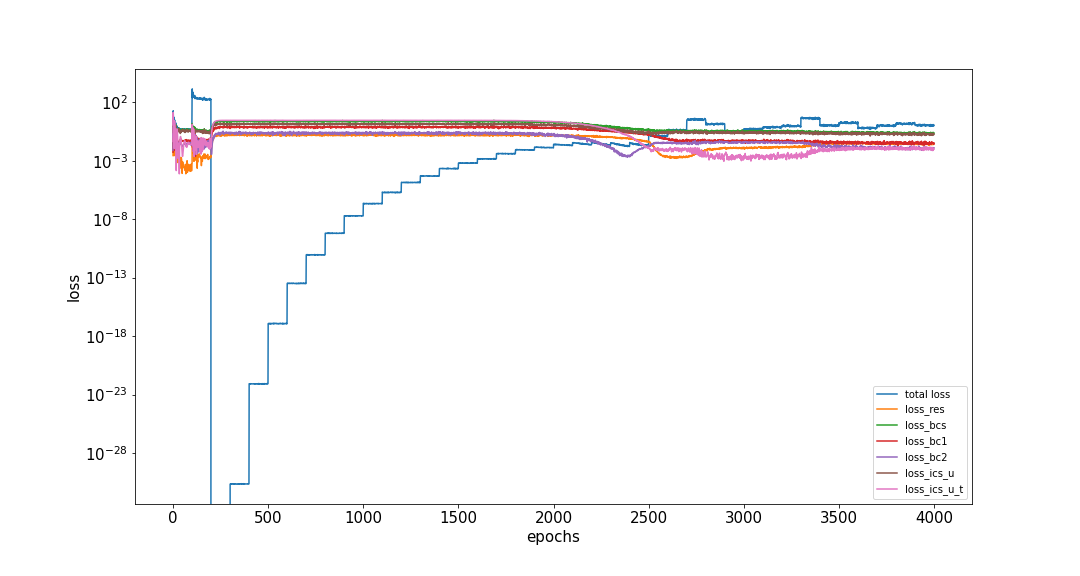 10^2
10^−3
10^−8
10^−13
10^−18
10^−23
10^−28
loss
0 500 1000 1500 2000 2500 3000 3500 4000
epochs
total loss
loss_res
loss_bcs
loss_bc1
loss_bc2
loss_ics_u
loss_ics_u_t